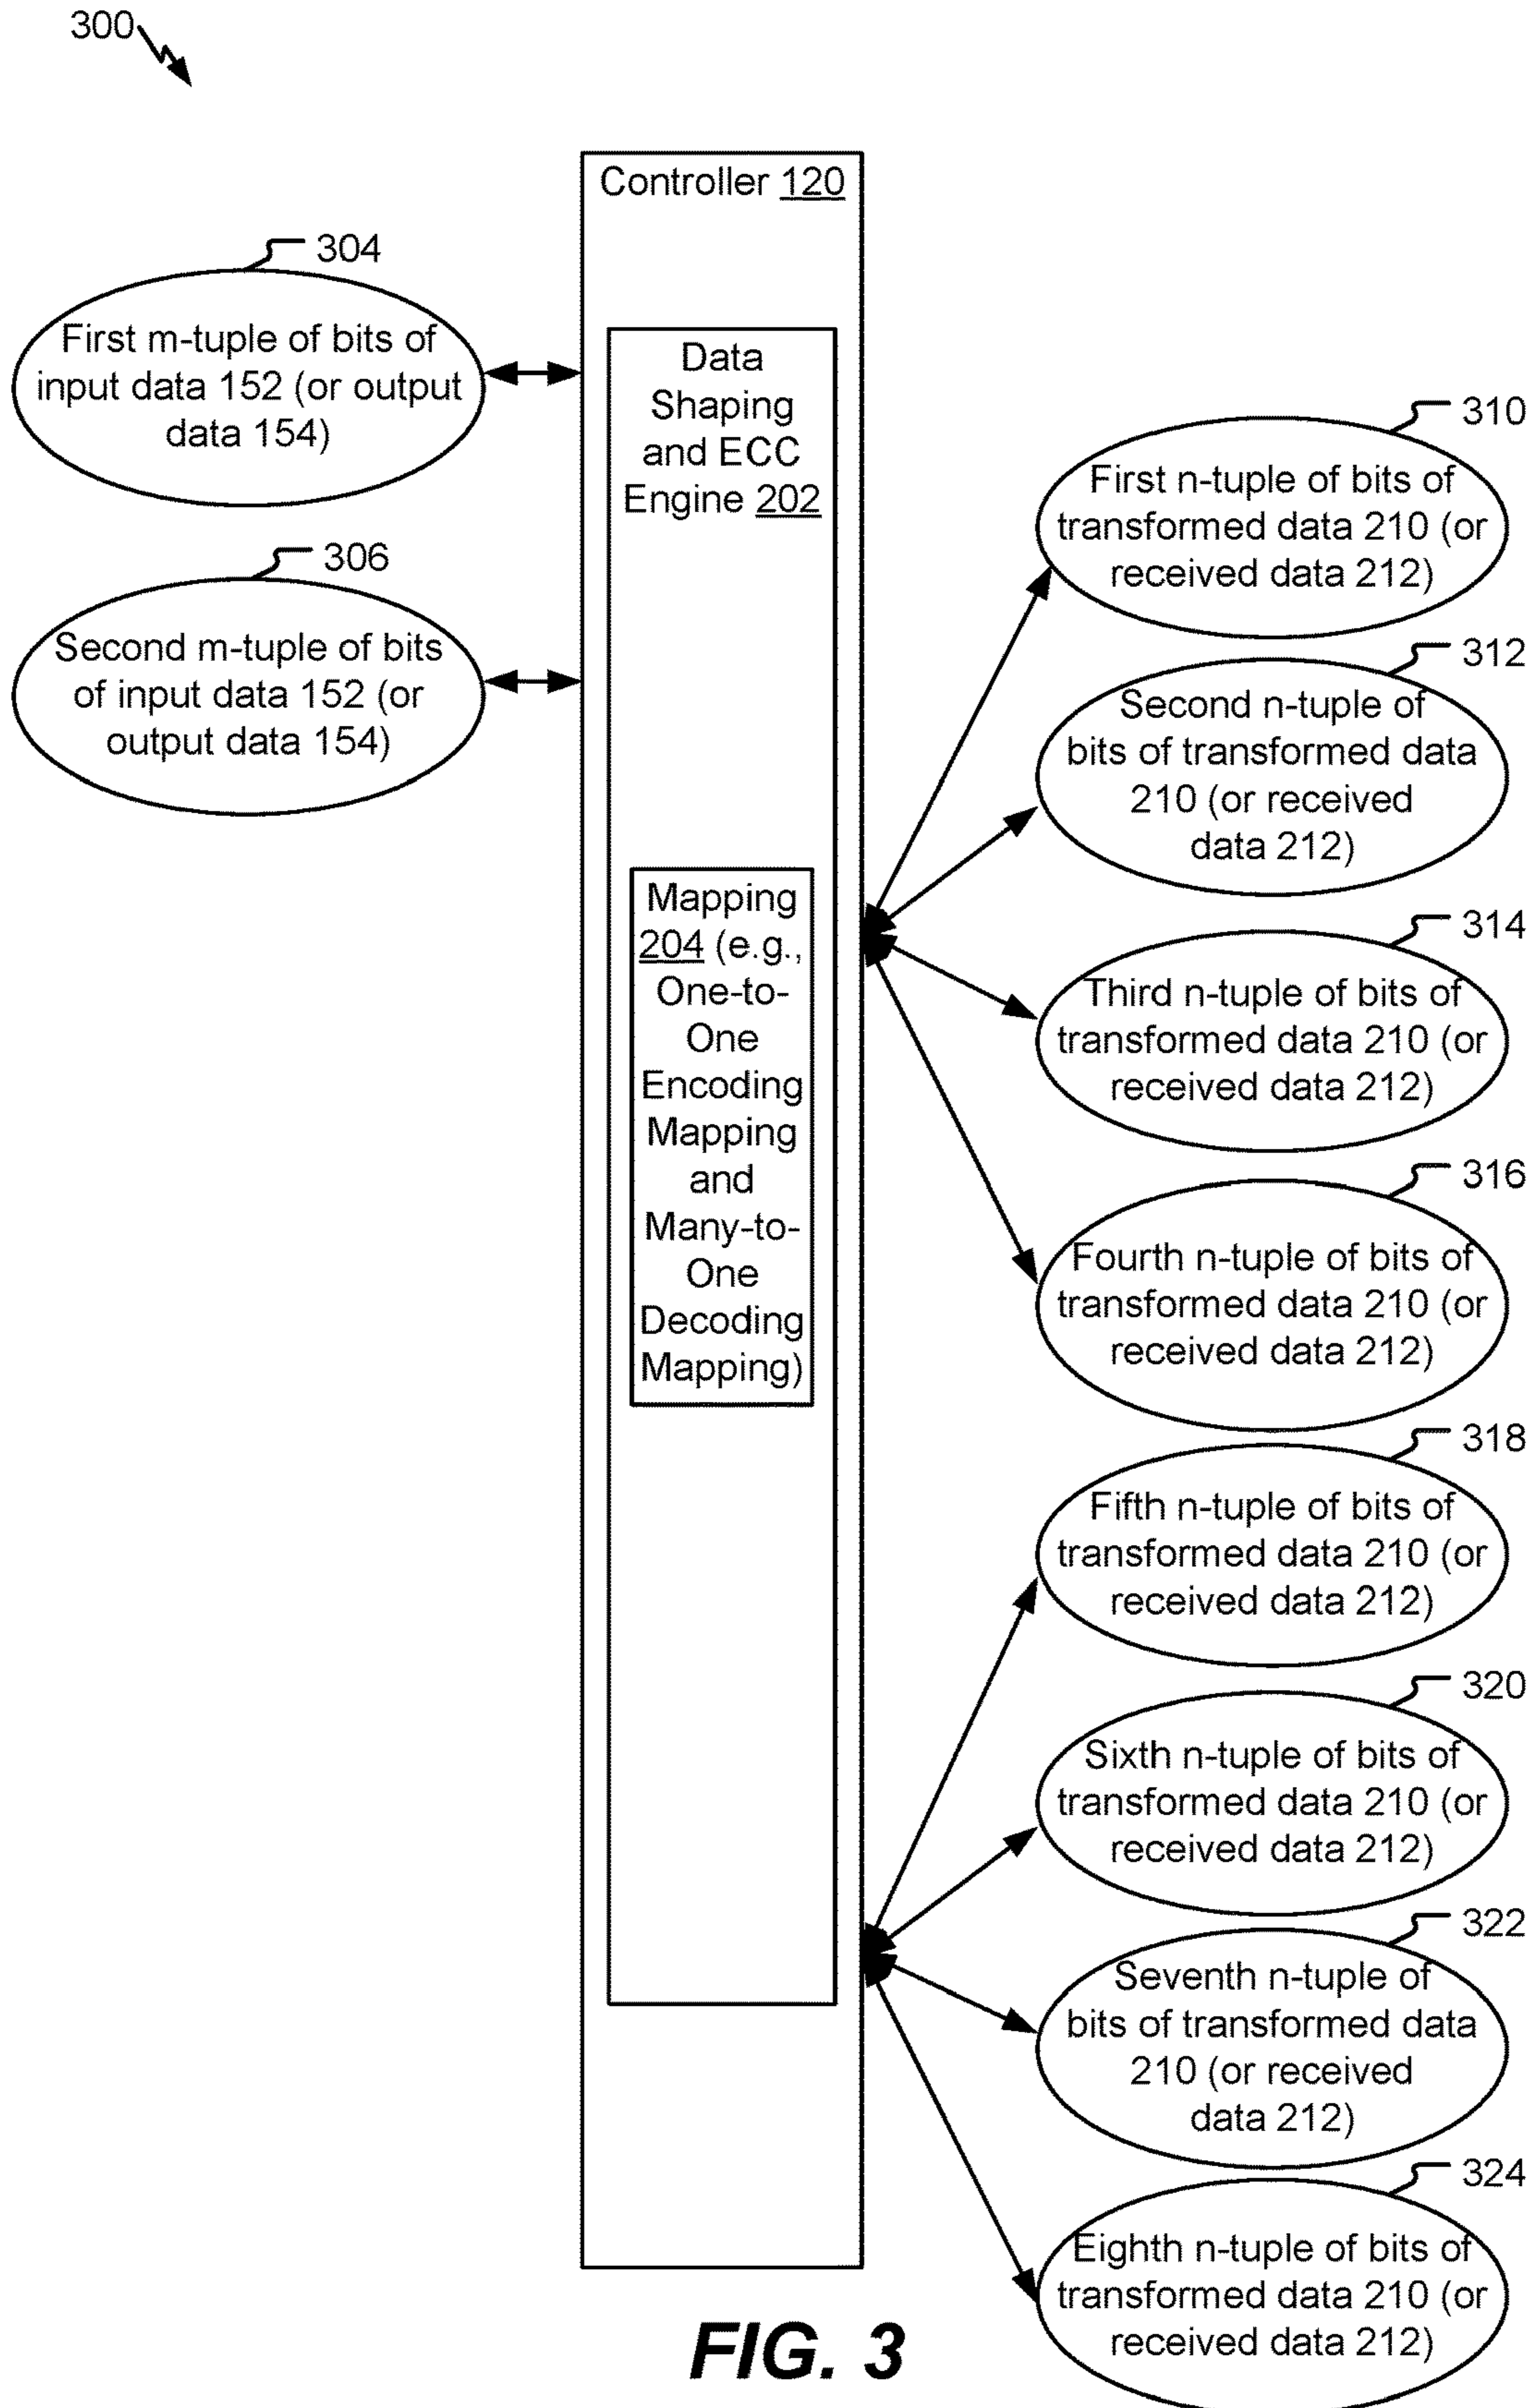 300
Controller 120
304
First m-tuple of bits of
input data 152 (or output
data 154)
306
Second m-tuple of bits
of input data 152 (or
output data 154)
Data
Shaping
and ECC
Engine 202
Mapping
204 (e.g.,
One-to-
One
Encoding
Mapping
and
Many-to-
One
Decoding
Mapping)
310
First n-tuple of bits of
transformed data 210 (or
received data 212)
312
Second n-tuple of
bits of transformed data
210 (or received
data 212)
314
Third n-tuple of bits of
transformed data 210 (or
received data 212)
316
Fourth n-tuple of bits of
transformed data 210 (or
received data 212)
318
Fifth n-tuple of bits of
transformed data 210 (or
received data 212)
320
Sixth n-tuple of bits of
transformed data 210 (or
received data 212)
322
Seventh n-tuple of
bits of transformed data
210 (or received
data 212)
324
Eighth n-tuple of bits of
transformed data 210 (or
received data 212)
FIG. 3